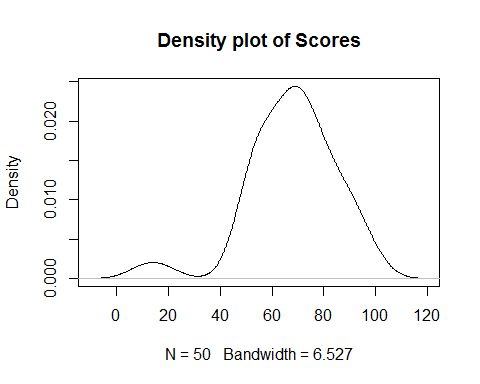 Density plot of Scores
Density
0.020
0.010
0.000
0 20 40 60 80 100 120
N = 50 Bandwidth = 6.527